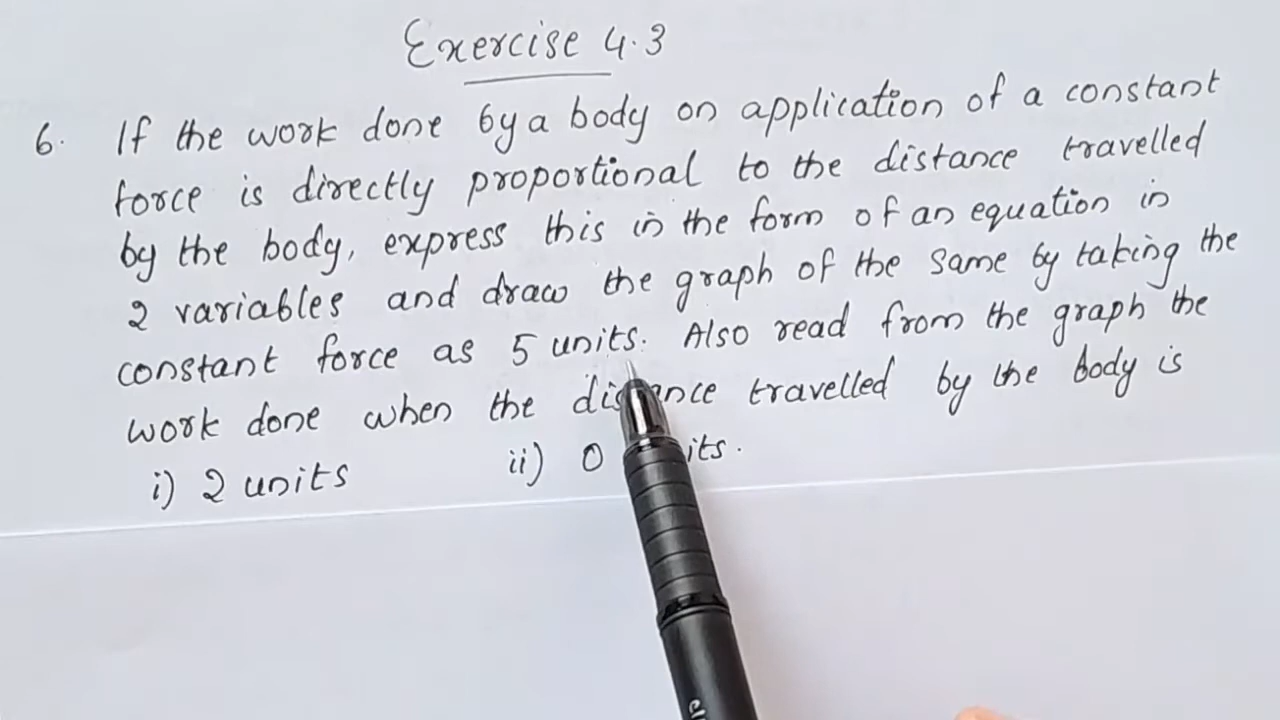 Exercise 4.3
6. If the work done by a body on application of a constant
force is directly proportional to the distance travelled
by the body, express this in the form of an equation in
2 variables and draw the graph of the same by taking the
constant force as 5 units. Also read from the graph the
work done when the distance travelled by the body is
i) 2 units ii) 0 units.